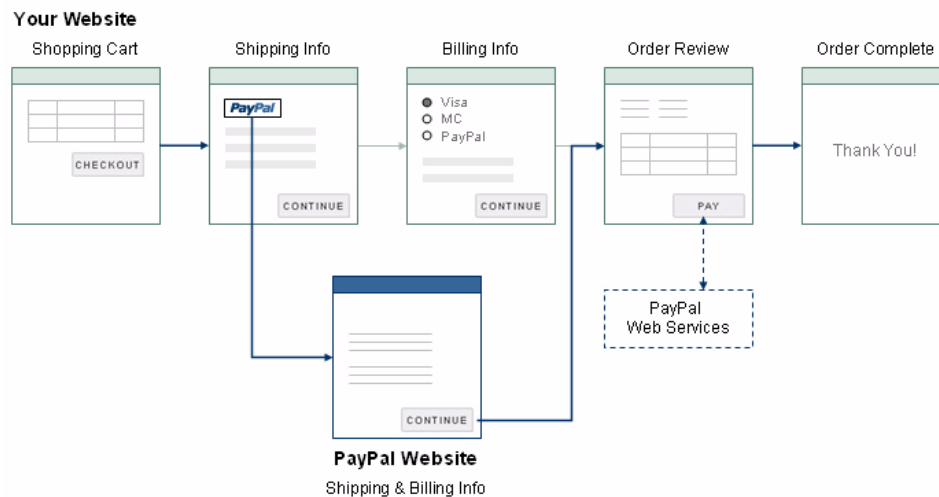 Your Website
Shopping Cart
Shipping Info
Billing Info
Order Review
Order Complete
CHECKOUT
PayPal
CONTINUE
Visa
MC
PayPal
CONTINUE
PAY
Thank You!
PayPal
Web Services
CONTINUE
PayPal Website
Shipping & Billing Info